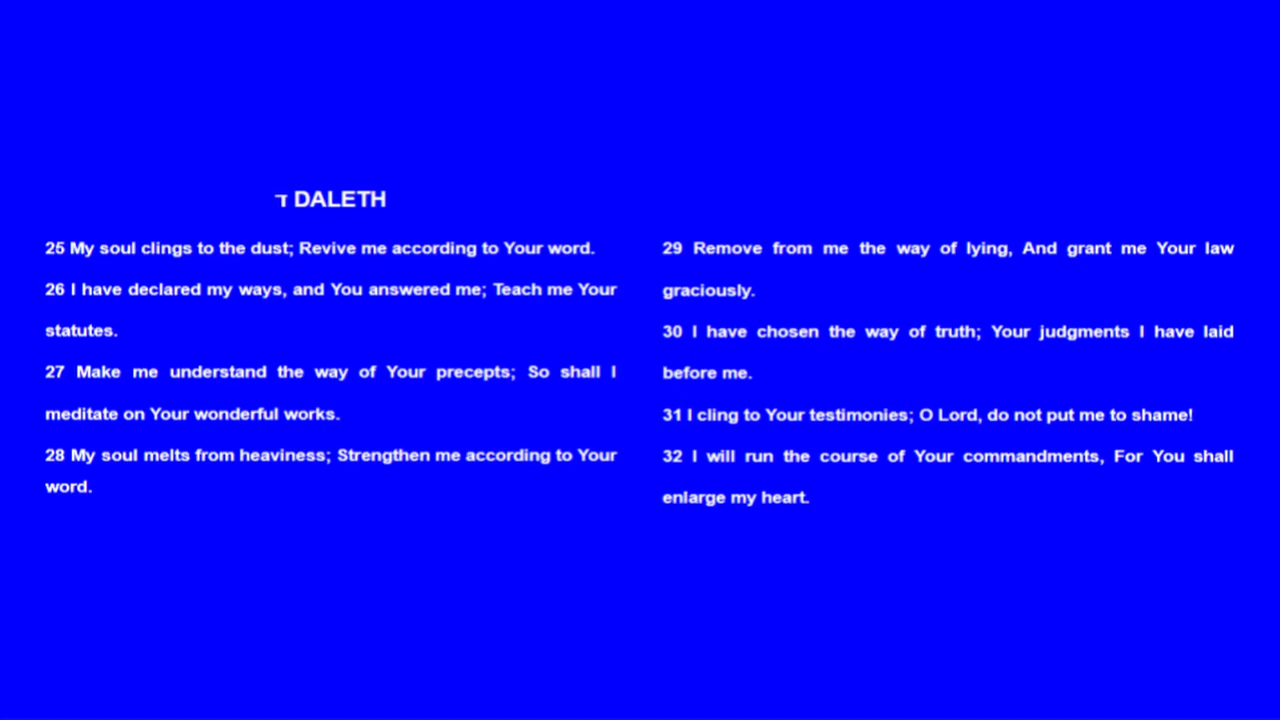 ד DALETH
25 My soul clings to the dust; Revive me according to Your word.
26 I have declared my ways, and You answered me; Teach me Your
statutes.
27 Make me understand the way of Your precepts; So shall I
meditate on Your wonderful works.
28 My soul melts from heaviness; Strengthen me according to Your
word.
29 Remove from me the way of lying, And grant me Your law
graciously.
30 I have chosen the way of truth; Your judgments I have laid
before me.
31 I cling to Your testimonies; O Lord, do not put me to shame!
32 I will run the course of Your commandments, For You shall
enlarge my heart.